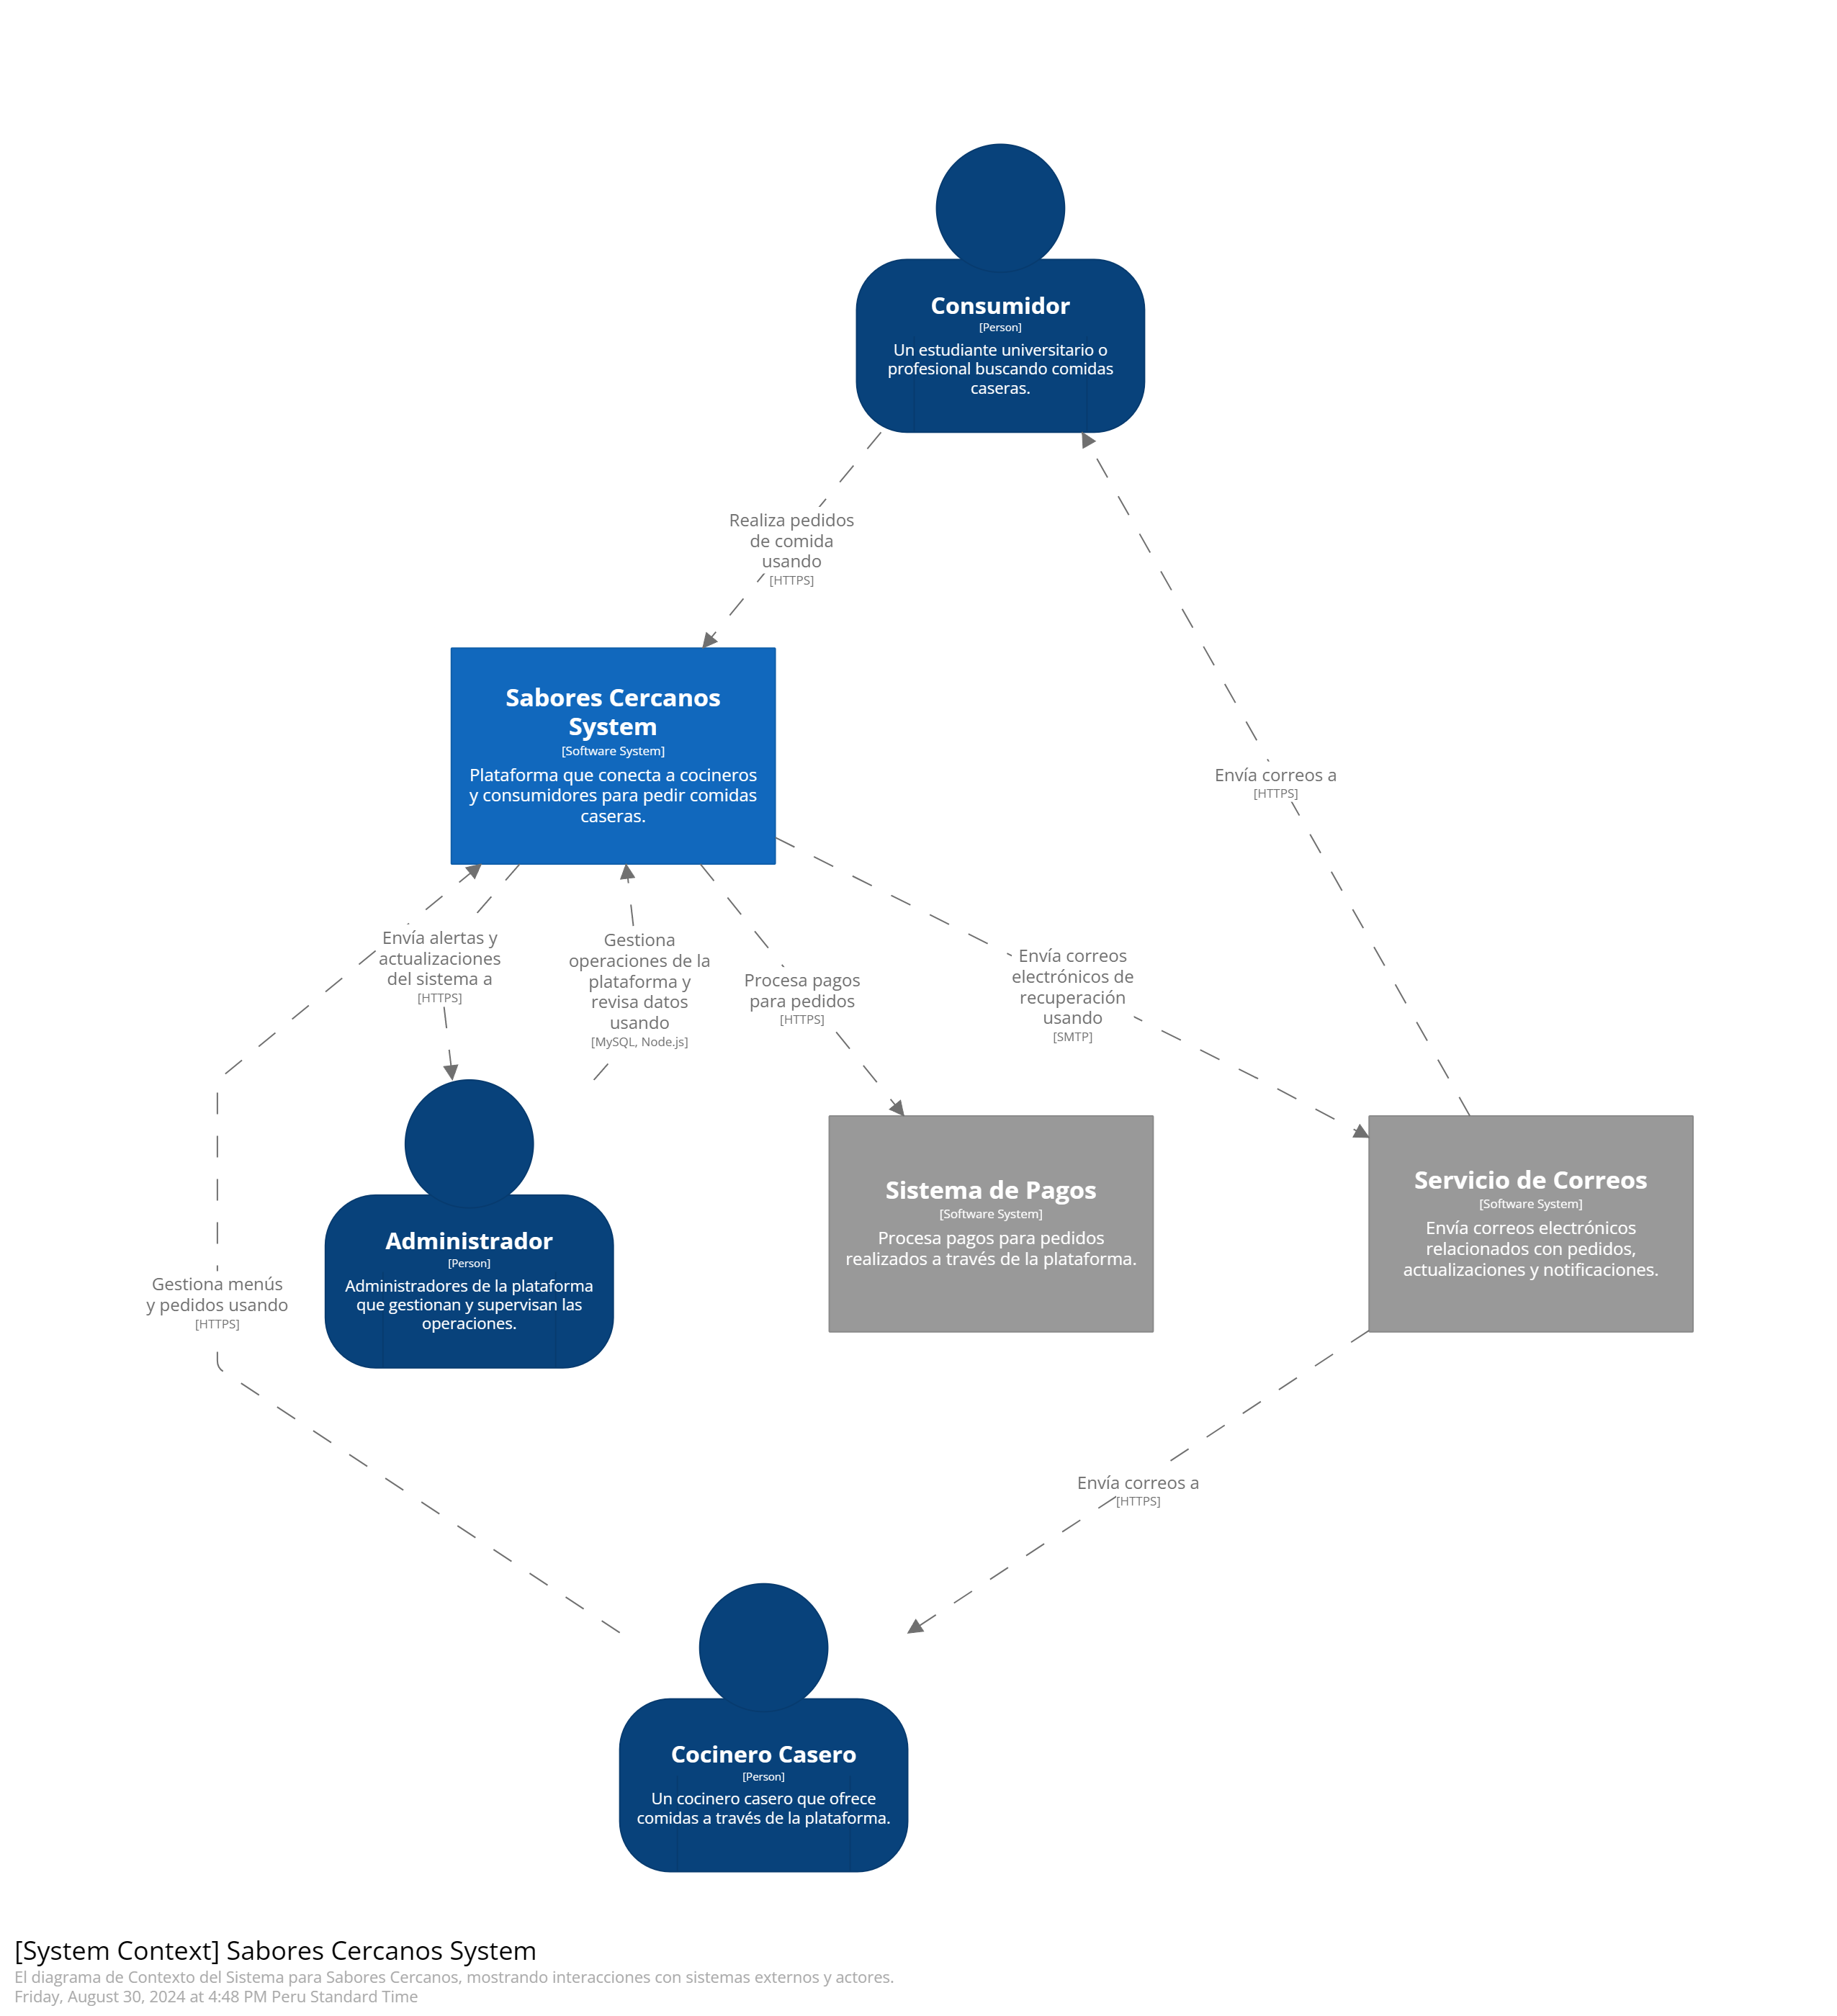 Consumidor
[Person]
Un estudiante universitario o
profesional buscando comidas
caseras.
Realiza pedidos
de comida
usando
[HTTPS]
Sabores Cercanos
System
[Software System]
Plataforma que conecta a cocineros
y consumidores para pedir comidas
caseras.
Envía correos a
[HTTPS]
Envía alertas y
actualizaciones
del sistema a
[HTTPS]
Gestiona
operaciones de la
plataforma y
revisa datos
usando
[MySQL, Node.js]
Procesa pagos
para pedidos
[HTTPS]
Envía correos
electrónicos de
recuperación
usando
[SMTP]
Administrador
[Person]
Administradores de la plataforma
que gestionan y supervisan las
operaciones.
Sistema de Pagos
[Software System]
Procesa pagos para pedidos
realizados a través de la plataforma.
Servicio de Correos
[Software System]
Envía correos electrónicos
relacionados con pedidos,
actualizaciones y notificaciones.
Gestiona menús
y pedidos usando
[HTTPS]
Envía correos a
[HTTPS]
Cocinero Casero
[Person]
Un cocinero casero que ofrece
comidas a través de la plataforma.
[System Context] Sabores Cercanos System
El diagrama de Contexto del Sistema para Sabores Cercanos, mostrando interacciones con sistemas externos y actores.
Friday, August 30, 2024 at 4:48 PM Peru Standard Time